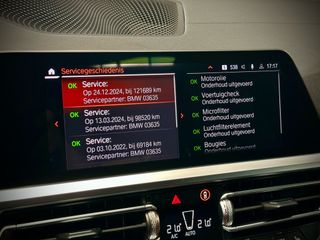 Servicegeschiedenis
1 538 17:57
OK Service:
Op 24.12.2024, bij 121689 km
Servicepartner: BMW 03635
OK Service:
Op 13.03.2024, bij 98520 km
Servicepartner: BMW 03635
OK Service:
Op 03.10.2022, bij 69184 km
Servicepartner: BMW 03635
Motorolie
OK Onderhoud uitgevoerd
Voertuigcheck
OK Onderhoud uitgevoerd
Microfilter
OK Onderhoud uitgevoerd
Luchtfilterelement
OK Onderhoud uitgevoerd
Bougies
OK Onderhoud uitgevoerd
A/C AUTO